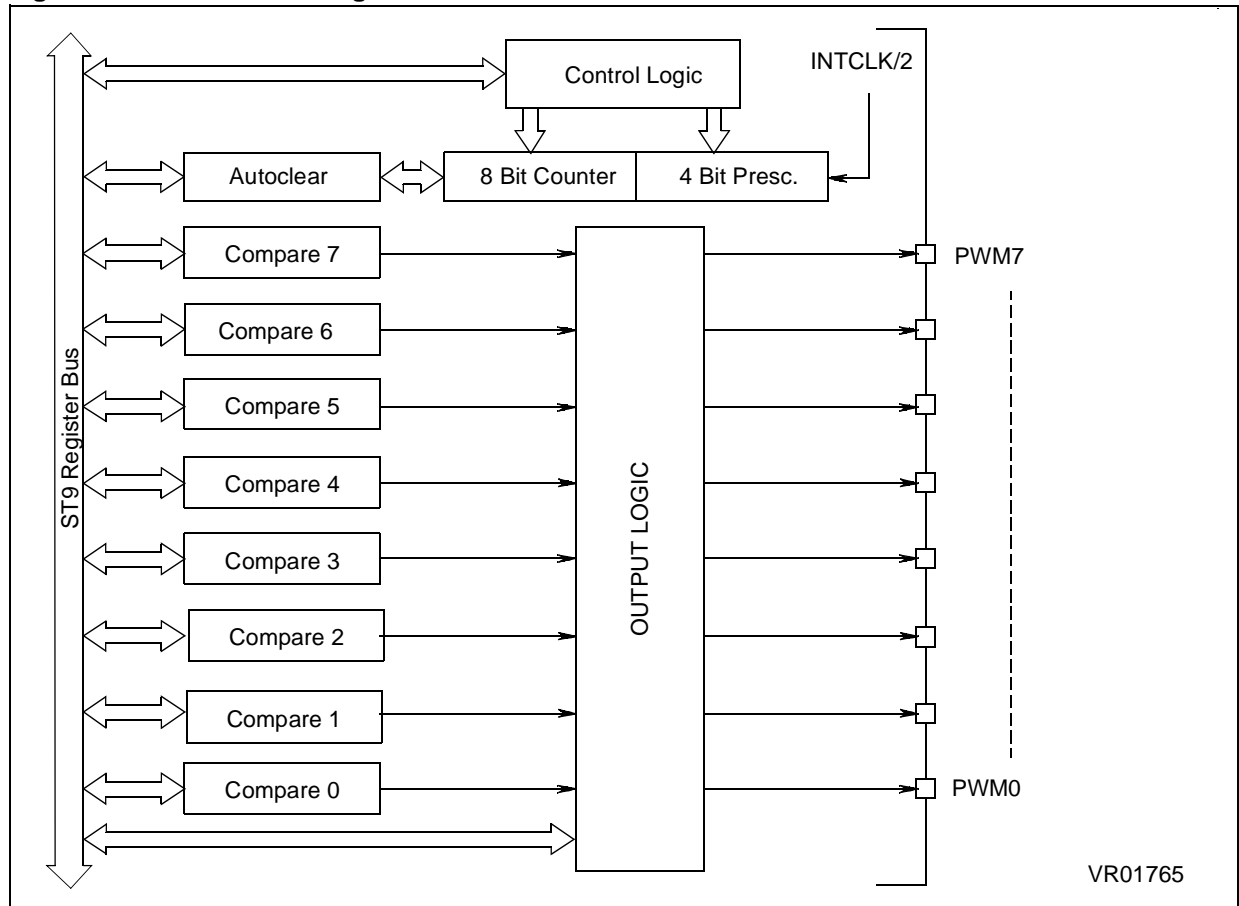 Control Logic
INTCLK/2
Autoclear
8 Bit Counter
4 Bit Presc.
Compare 7
PWM7
Compare 6
Compare 5
Compare 4
Compare 3
Compare 2
Compare 1
Compare 0
PWM0
ST9 Register Bus
OUTPUT LOGIC
VR01765